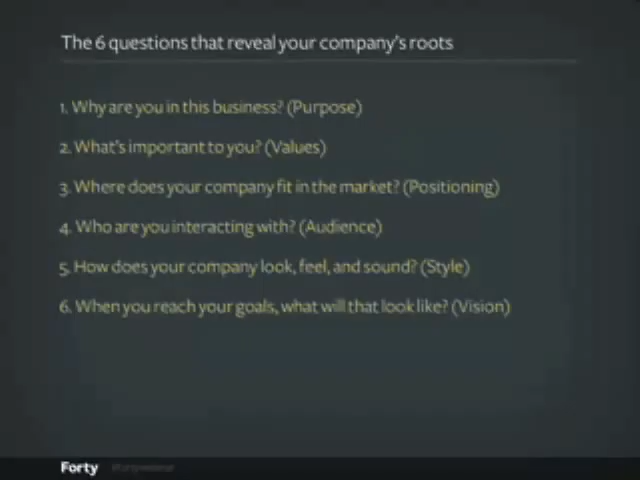 The 6 questions that reveal your company's roots
1. Why are you in this business? (Purpose)
2. What's important to you? (Values)
3. Where does your company fit in the market? (Positioning)
4. Who are you interacting with? (Audience)
5. How does your company look, feel, and sound? (Style)
6. When you reach your goals, what will that look like? (Vision)
Forty